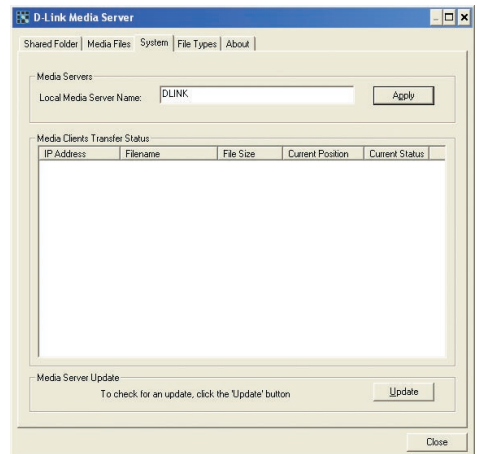 D-Link Media Server
Shared Folder Media Files System File Types About
Media Servers
Local Media Server Name: DLINK Apply
Media Clients Transfer Status
IP Address Filename File Size Current Position Current Status
Media Server Update
To check for an update, click the 'Update' button Update
Close